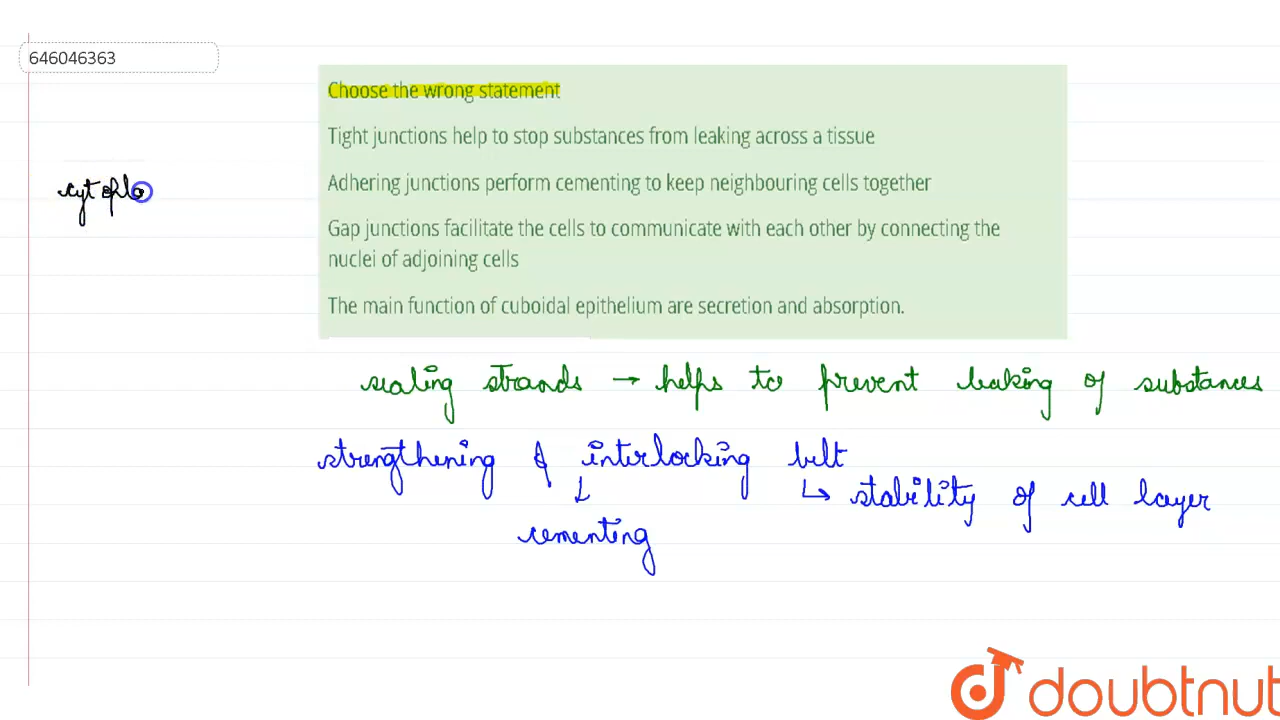 646046363
Choose the wrong statement
Tight junctions help to stop substances from leaking across a tissue
Adhering junctions perform cementing to keep neighbouring cells together
Gap junctions facilitate the cells to communicate with each other by connecting the
nuclei of adjoining cells
The main function of cuboidal epithelium are secretion and absorption.
cytopla
sealing strands → helps to prevent leaking of substances
strengthening & interlocking belt
↓ ↳ stability of cell layer
cementing
doubtnut